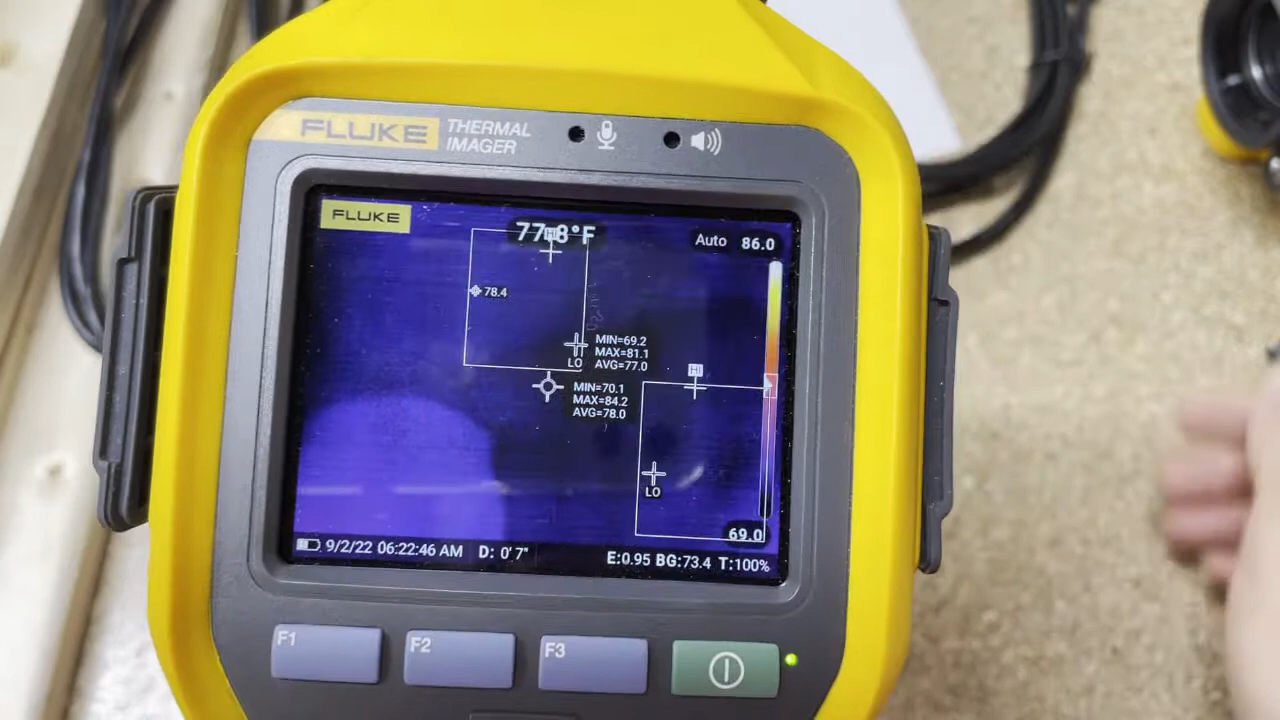 FLUKE
THERMAL
IMAGER
FLUKE
77.8°F
HI
Auto 86.0
78.4
LO
MIN=69.2
MAX=81.1
AVG=77.0
HI
MIN=70.1
MAX=84.2
AVG=78.0
LO
69.0
9/2/22 06:22:46 AM D: 0' 7"
E:0.95 BG:73.4 T:100%
F1
F2
F3